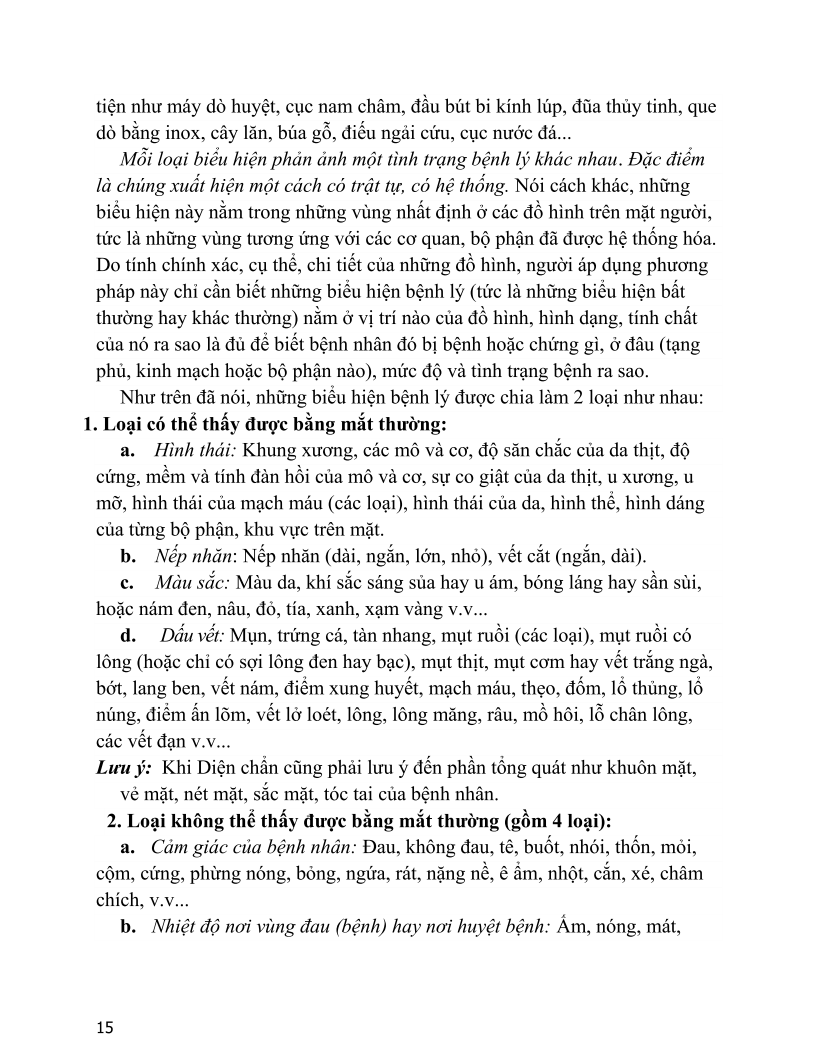 tiện như máy dò huyệt, cục nam châm, đầu bút bi kính lúp, đũa thủy tinh, que
dò bằng inox, cây lăn, búa gỗ, điếu ngải cứu, cục nước đá...
Mỗi loại biểu hiện phản ảnh một tình trạng bệnh lý khác nhau. Đặc điểm
là chúng xuất hiện một cách có trật tự, có hệ thống. Nói cách khác, những
biểu hiện này nằm trong những vùng nhất định ở các đồ hình trên mặt người,
tức là những vùng tương ứng với các cơ quan, bộ phận đã được hệ thống hóa.
Do tính chính xác, cụ thể, chi tiết của những đồ hình, người áp dụng phương
pháp này chỉ cần biết những biểu hiện bệnh lý (tức là những biểu hiện bất
thường hay khác thường) nằm ở vị trí nào của đồ hình, hình dạng, tính chất
của nó ra sao là đủ để biết bệnh nhân đó bị bệnh hoặc chứng gì, ở đâu (tạng
phủ, kinh mạch hoặc bộ phận nào), mức độ và tình trạng bệnh ra sao.
Như trên đã nói, những biểu hiện bệnh lý được chia làm 2 loại như nhau:
1. Loại có thể thấy được bằng mắt thường:
a. Hình thái: Khung xương, các mô và cơ, độ săn chắc của da thịt, độ
cứng, mềm và tính đàn hồi của mô và cơ, sự co giật của da thịt, u xương, u
mỡ, hình thái của mạch máu (các loại), hình thái của da, hình thể, hình dáng
của từng bộ phận, khu vực trên mặt.
b. Nếp nhăn: Nếp nhăn (dài, ngắn, lớn, nhỏ), vết cắt (ngắn, dài).
c. Màu sắc: Màu da, khí sắc sáng sủa hay u ám, bóng láng hay sần sùi,
hoặc nám đen, nâu, đỏ, tía, xanh, xạm vàng v.v...
d. Dấu vết: Mụn, trứng cá, tàn nhang, mụt ruồi (các loại), mụt ruồi có
lông (hoặc chỉ có sợi lông đen hay bạc), mụt thịt, mụt cơm hay vết trắng ngà,
bớt, lang ben, vết nám, điểm xung huyết, mạch máu, thẹo, đốm, lổ thủng, lổ
núng, điểm ấn lõm, vết lở loét, lông, lông măng, râu, mồ hôi, lỗ chân lông,
các vết đạn v.v...
Lưu ý: Khi Diện chẩn cũng phải lưu ý đến phần tổng quát như khuôn mặt,
vẻ mặt, nét mặt, sắc mặt, tóc tai của bệnh nhân.
2. Loại không thể thấy được bằng mắt thường (gồm 4 loại):
a. Cảm giác của bệnh nhân: Đau, không đau, tê, buốt, nhói, thốn, mỏi,
cộm, cứng, phừng nóng, bỏng, ngứa, rát, nặng nề, ê ẩm, nhột, cắn, xé, châm
chích, v.v...
b. Nhiệt độ nơi vùng đau (bệnh) hay nơi huyệt bệnh: Ấm, nóng, mát,
15